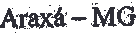 Araxá – MG